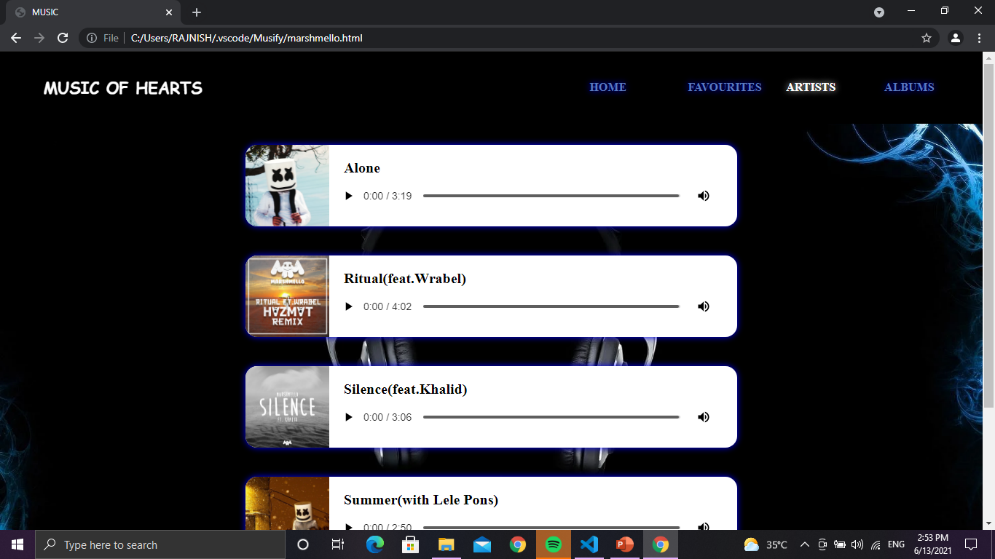 MUSIC
File
C:/Users/RAJNISH/.vscode/Musify/marshmello.html
MUSIC OF HEARTS
HOME
FAVOURITES
ARTISTS
ALBUMS
Alone
0:00 / 3:19
MARSHMELLO
RITUAL FT. WRABEL
HAZMAT
REMIX
Ritual(feat.Wrabel)
0:00 / 4:02
SILENCE
Silence(feat.Khalid)
0:00 / 3:06
Summer(with Lele Pons)
0:00 / 2:50
Type here to search
35°C
ENG
2:53 PM
6/13/2021